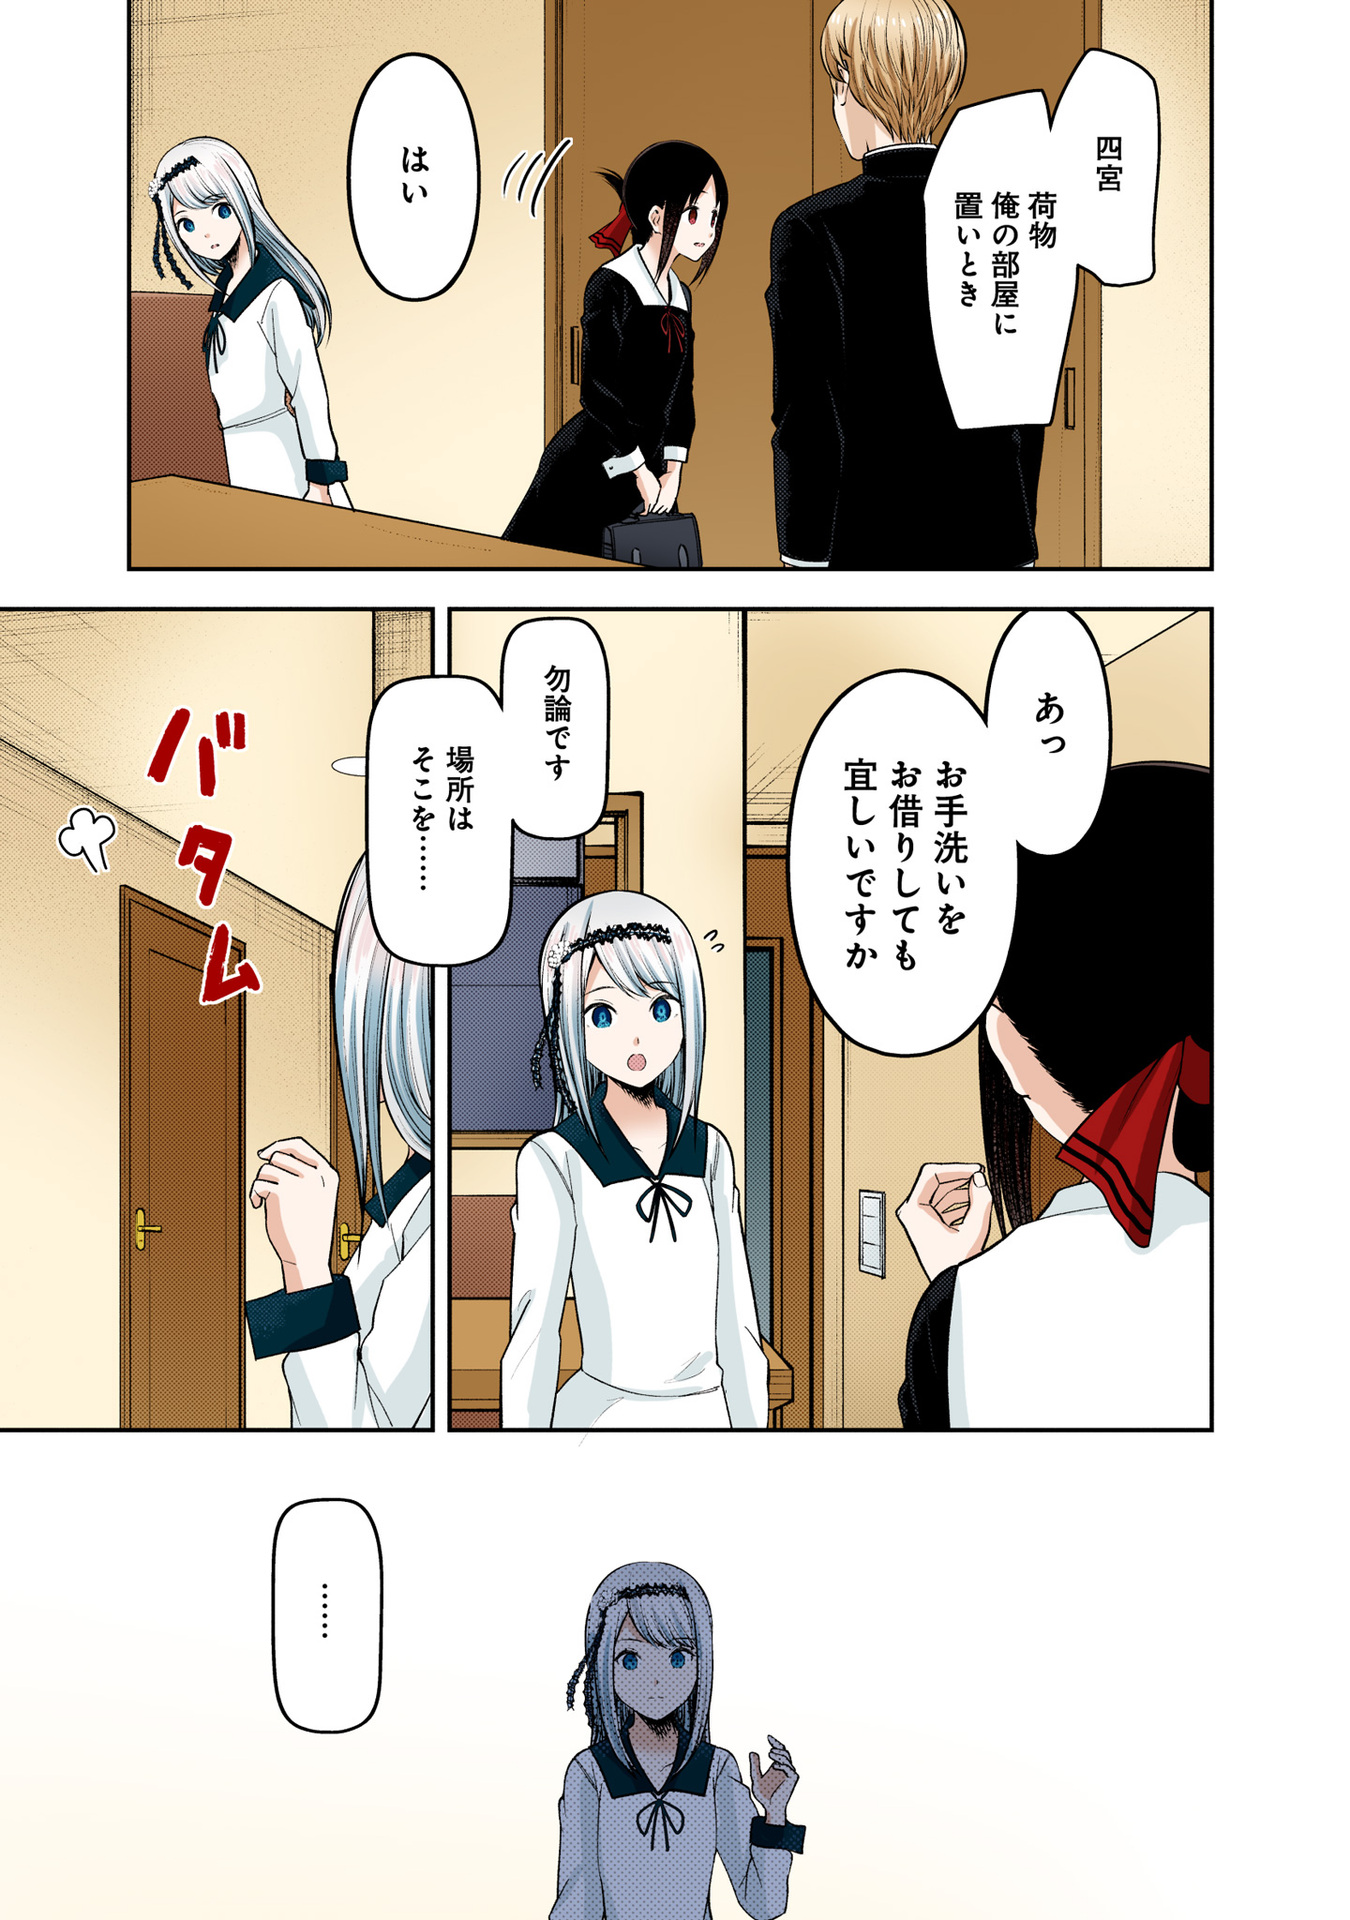 四宮
荷物
俺の部屋に
置いとき
はい
あっ
お手洗いを
お借りしても
宜しいですか
勿論です
場所は
そこを……
バタム
……